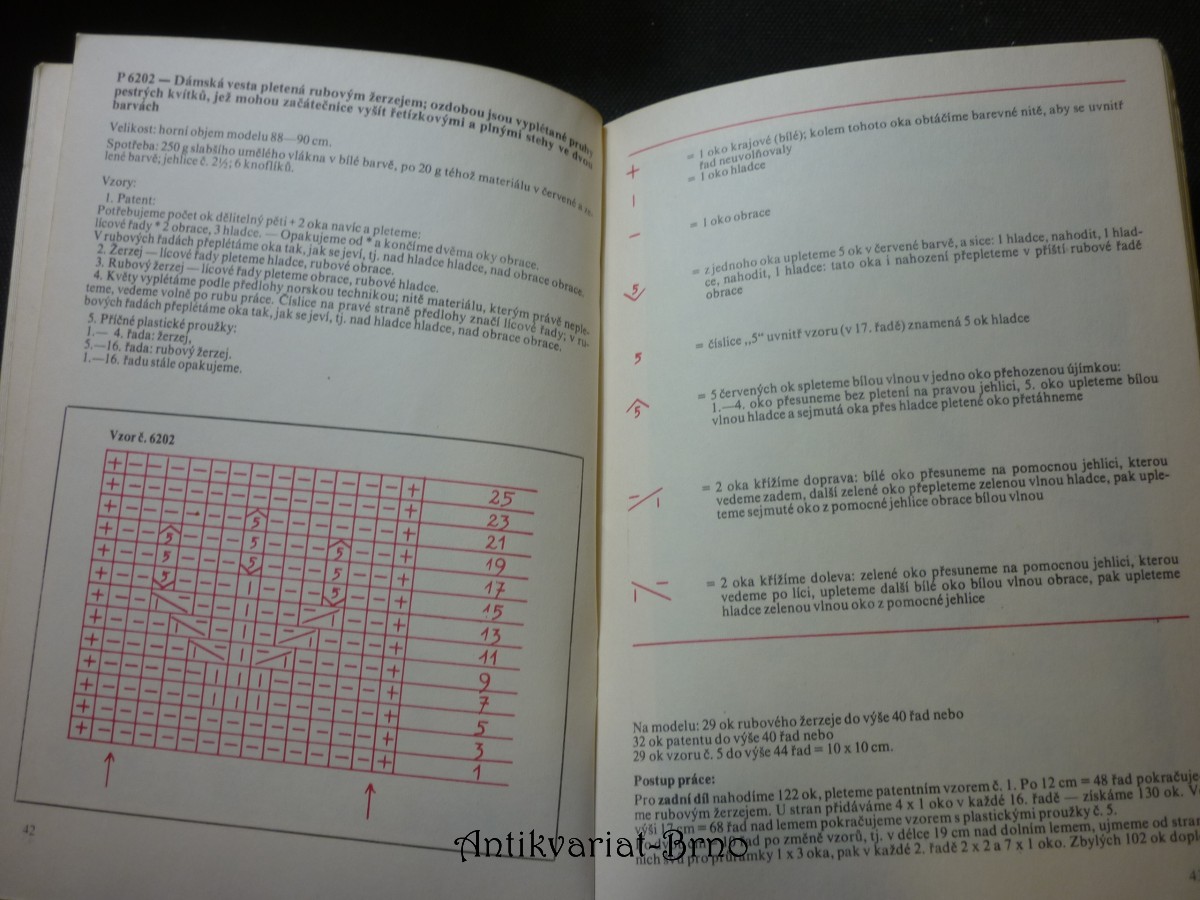 P 6202 — Dámská vesta pletená rubovým žerzejem; ozdobou jsou vyplétané pruhy
pestrých kvítků, jež mohou začátečnice vyšít řetízkovými a plnými stehy ve dvou
barvách
Velikost: horní objem modelu 88—90 cm.
Spotřeba: 250 g slabšího umělého vlákna v bílé barvě, po 20 g téhož materiálu v červené a ze-
lené barvě; jehlice č. 2½; 6 knoflíků.
Vzory:
1. Patent:
Potřebujeme počet ok dělitelný pěti + 2 oka navíc a pleteme:
lícové řady * 2 obrace, 3 hladce. — Opakujeme od * a končíme dvěma oky obrace.
V rubových řadách přeplétáme oka tak, jak se jeví, tj. nad hladce hladce, nad obrace obrace.
2. Žerzej — lícové řady pleteme hladce, rubové obrace.
3. Rubový žerzej — lícové řady pleteme obrace, rubové hladce.
4. Květy vyplétáme podle předlohy norskou technikou; nitě materiálu, kterým právě neple-
teme, vedeme volně po rubu práce. Číslice na pravé straně předlohy značí lícové řady; v ru-
bových řadách přeplétáme oka tak, jak se jeví, tj. nad hladce hladce, nad obrace obrace.
5. Příčné plastické proužky:
1.— 4. řada: žerzej,
5.—16. řada: rubový žerzej.
1.—16. řadu stále opakujeme.
Vzor č. 6202
25
23
21
19
17
15
13
11
9
7
5
3
1
42
= 1 oko krajové (bílé); kolem tohoto oka obtáčíme barevné nitě, aby se uvnitř
řad neuvolňovaly
= 1 oko hladce
= 1 oko obrace
= z jednoho oka upleteme 5 ok v červené barvě, a sice: 1 hladce, nahodit, 1 hlad-
ce, nahodit, 1 hladce: tato oka i nahození přepleteme v příští rubové řadě
obrace
5
5 = číslice „5" uvnitř vzoru (v 17. řadě) znamená 5 ok hladce
5 = 5 červených ok spleteme bílou vlnou v jedno oko přehozenou újímkou:
1.—4. oko přesuneme bez pletení na pravou jehlici, 5. oko upleteme bílou
vlnou hladce a sejmutá oka přes hladce pletené oko přetáhneme
= 2 oka křížíme doprava: bílé oko přesuneme na pomocnou jehlici, kterou
vedeme zadem, další zelené oko přepleteme zelenou vlnou hladce, pak uple-
teme sejmuté oko z pomocné jehlice obrace bílou vlnou
= 2 oka křížíme doleva: zelené oko přesuneme na pomocnou jehlici, kterou
vedeme po líci, upleteme další bílé oko bílou vlnou obrace, pak upleteme
hladce zelenou vlnou oko z pomocné jehlice
Na modelu: 29 ok rubového žerzeje do výše 40 řad nebo
32 ok patentu do výše 40 řad nebo
29 ok vzoru č. 5 do výše 44 řad = 10 x 10 cm.
Postup práce:
Pro zadní díl nahodíme 122 ok, pleteme patentním vzorem č. 1. Po 12 cm = 48 řad pokračuje
me rubovým žerzejem. U stran přidáváme 4 x 1 oko v každé 16. řadě — získáme 130 ok. V
výši 17 cm = 68 řad nad lemem pokračujeme vzorem s plastickými proužky č. 5.
řad po změně vzorů, tj. v délce 19 cm nad dolním lemem, ujmeme od stran
pro průramky 1 x 3 oka, pak v každé 2. řadě 2 x 2 a 7 x 1 oko. Zbylých 102 ok dopl
Antikvariat-Brno